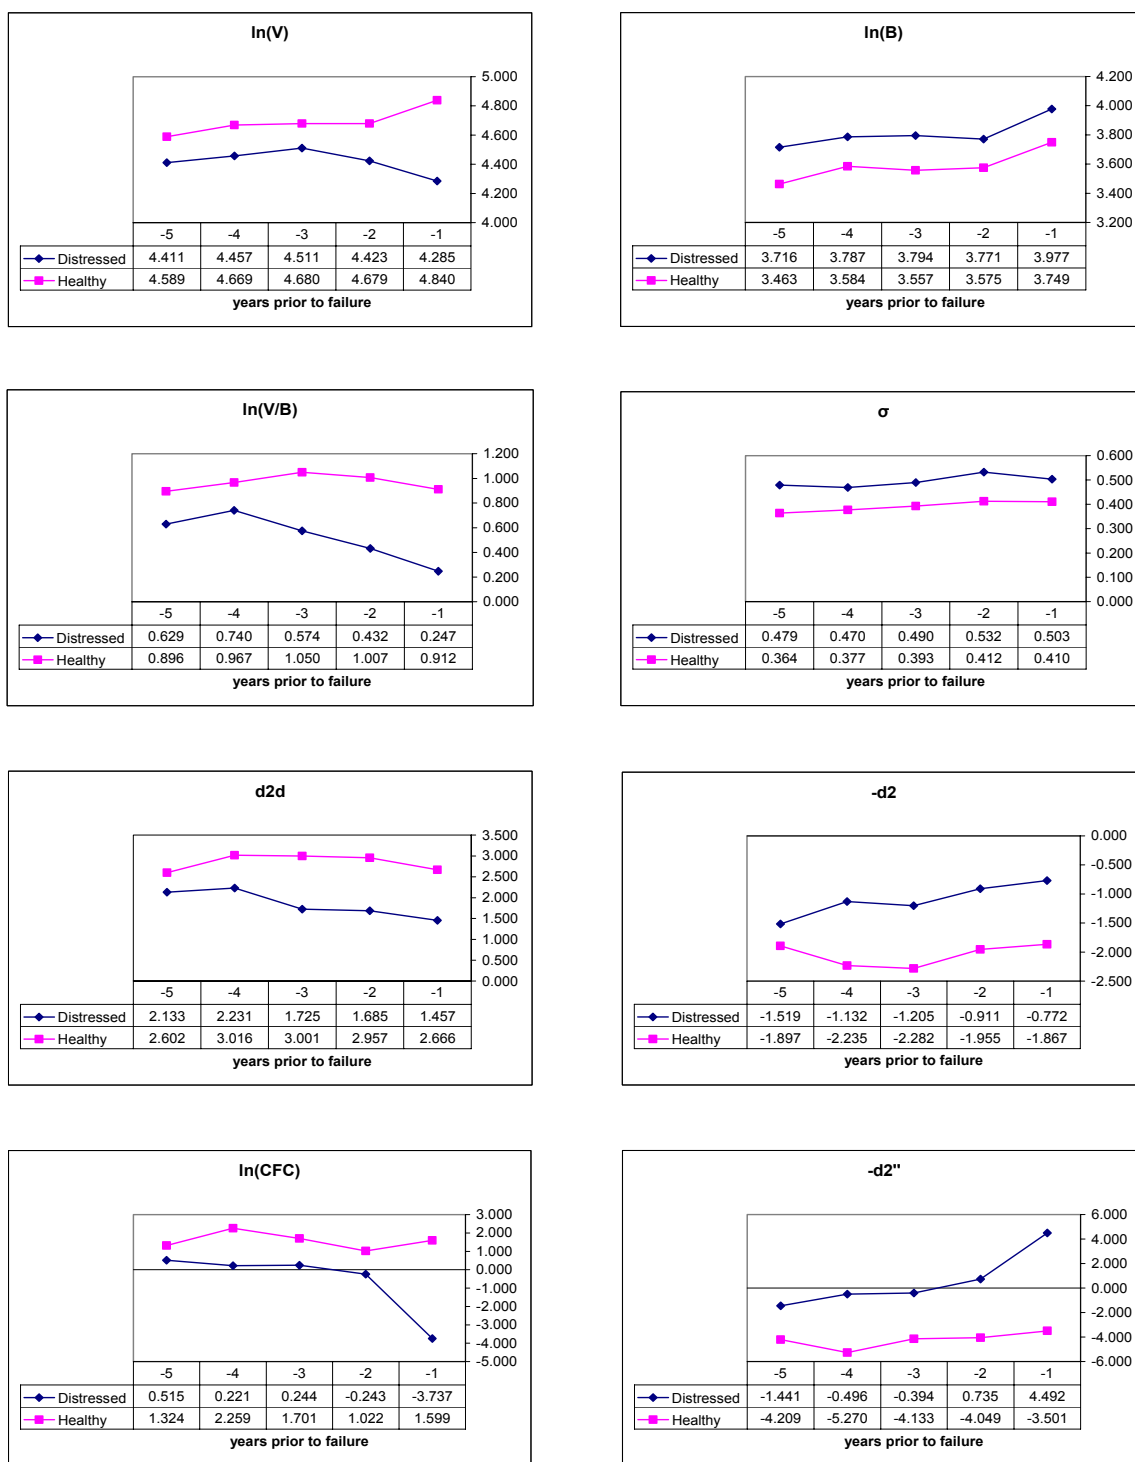 ln(V)
5.000
4.800
4.600
4.400
4.200
4.000
-5 -4 -3 -2 -1
Distressed 4.411 4.457 4.511 4.423 4.285
Healthy 4.589 4.669 4.680 4.679 4.840
years prior to failure
ln(B)
4.200
4.000
3.800
3.600
3.400
3.200
-5 -4 -3 -2 -1
Distressed 3.716 3.787 3.794 3.771 3.977
Healthy 3.463 3.584 3.557 3.575 3.749
years prior to failure
ln(V/B)
1.200
1.000
0.800
0.600
0.400
0.200
0.000
-5 -4 -3 -2 -1
Distressed 0.629 0.740 0.574 0.432 0.247
Healthy 0.896 0.967 1.050 1.007 0.912
years prior to failure
σ
0.600
0.500
0.400
0.300
0.200
0.100
0.000
-5 -4 -3 -2 -1
Distressed 0.479 0.470 0.490 0.532 0.503
Healthy 0.364 0.377 0.393 0.412 0.410
years prior to failure
d2d
3.500
3.000
2.500
2.000
1.500
1.000
0.500
0.000
-5 -4 -3 -2 -1
Distressed 2.133 2.231 1.725 1.685 1.457
Healthy 2.602 3.016 3.001 2.957 2.666
years prior to failure
-d2
0.000
-0.500
-1.000
-1.500
-2.000
-2.500
-5 -4 -3 -2 -1
Distressed -1.519 -1.132 -1.205 -0.911 -0.772
Healthy -1.897 -2.235 -2.282 -1.955 -1.867
years prior to failure
ln(CFC)
3.000
2.000
1.000
0.000
-1.000
-2.000
-3.000
-4.000
-5.000
-5 -4 -3 -2 -1
Distressed 0.515 0.221 0.244 -0.243 -3.737
Healthy 1.324 2.259 1.701 1.022 1.599
years prior to failure
-d2"
6.000
4.000
2.000
0.000
-2.000
-4.000
-6.000
-5 -4 -3 -2 -1
Distressed -1.441 -0.496 -0.394 0.735 4.492
Healthy -4.209 -5.270 -4.133 -4.049 -3.501
years prior to failure